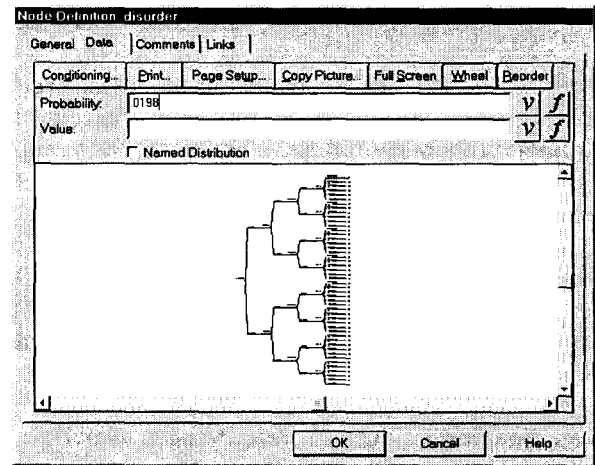 Node Definition disorder
General Data Comments Links
Conditioning... Print... Page Setup... Copy Picture... Full Screen Wheel Reorder
Probability: 0198 v f
Value: v f
Named Distribution
OK Cancel Help